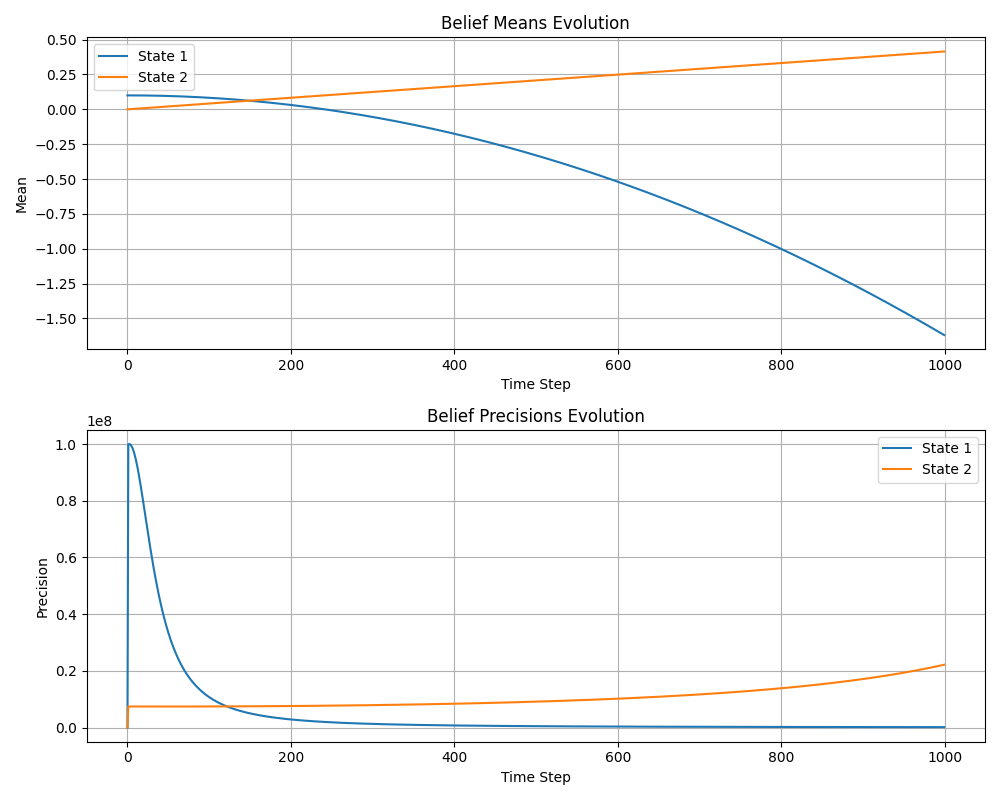 Belief Means Evolution
0.50
0.25
0.00
−0.25
−0.50
−0.75
−1.00
−1.25
−1.50
Mean
State 1
State 2
0 200 400 600 800 1000
Time Step
Belief Precisions Evolution
1e8
1.0
0.8
0.6
0.4
0.2
0.0
Precision
State 1
State 2
0 200 400 600 800 1000
Time Step